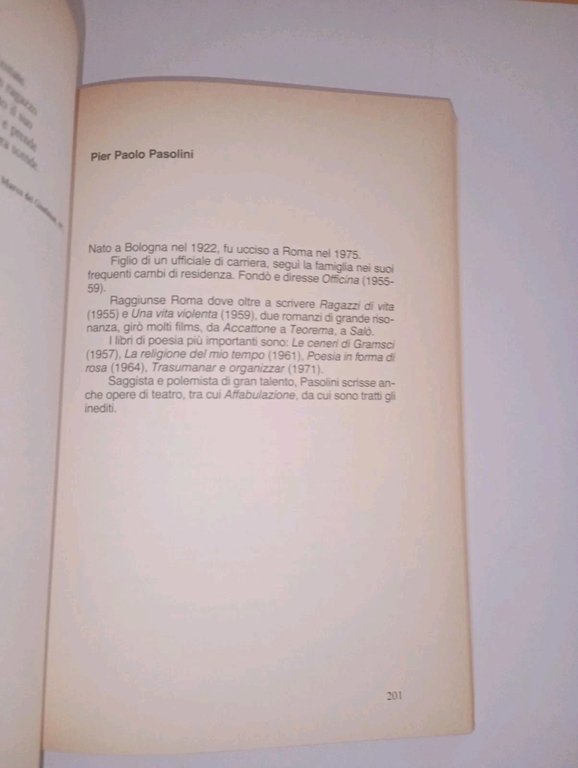 ragazzo
il suo
e prende
scende
Pier Paolo Pasolini
Nato a Bologna nel 1922, fu ucciso a Roma nel 1975.
Figlio di un ufficiale di carriera, seguì la famiglia nei suoi
frequenti cambi di residenza. Fondò e diresse Officina (1955-
59).
Raggiunse Roma dove oltre a scrivere Ragazzi di vita
(1955) e Una vita violenta (1959), due romanzi di grande riso-
nanza, girò molti films, da Accattone a Teorema, a Salò.
I libri di poesia più importanti sono: Le ceneri di Gramsci
(1957), La religione del mio tempo (1961), Poesia in forma di
rosa (1964), Trasumanar e organizzar (1971).
Saggista e polemista di gran talento, Pasolini scrisse an-
che opere di teatro, tra cui Affabulazione, da cui sono tratti gli
inediti.
201